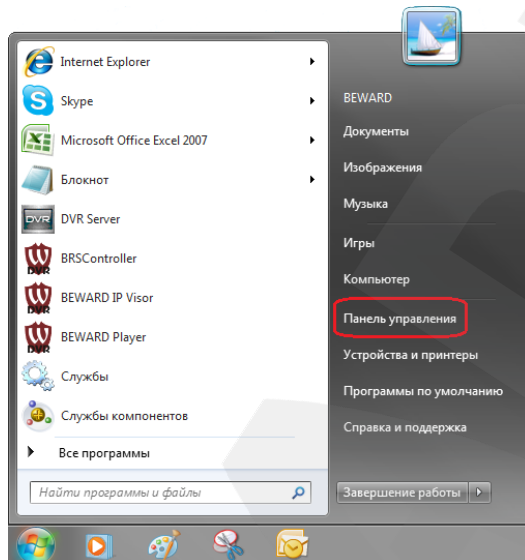 Internet Explorer
Skype
Microsoft Office Excel 2007
Блокнот
DVR Server
BRSController
BEWARD IP Visor
BEWARD Player
Службы
Службы компонентов
Все программы
Найти программы и файлы
BEWARD
Документы
Изображения
Музыка
Игры
Компьютер
Панель управления
Устройства и принтеры
Программы по умолчанию
Справка и поддержка
Завершение работы